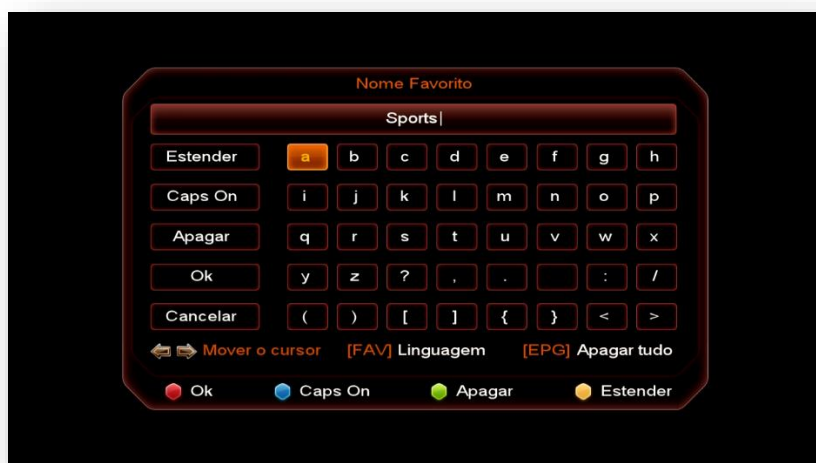 Nome Favorito
Sports|
Estender a b c d e f g h
Caps On i j k l m n o p
Apagar q r s t u v w x
Ok y z ? , . : /
Cancelar ( ) [ ] { } < >
Mover o cursor [FAV] Linguagem [EPG] Apagar tudo
Ok Caps On Apagar Estender